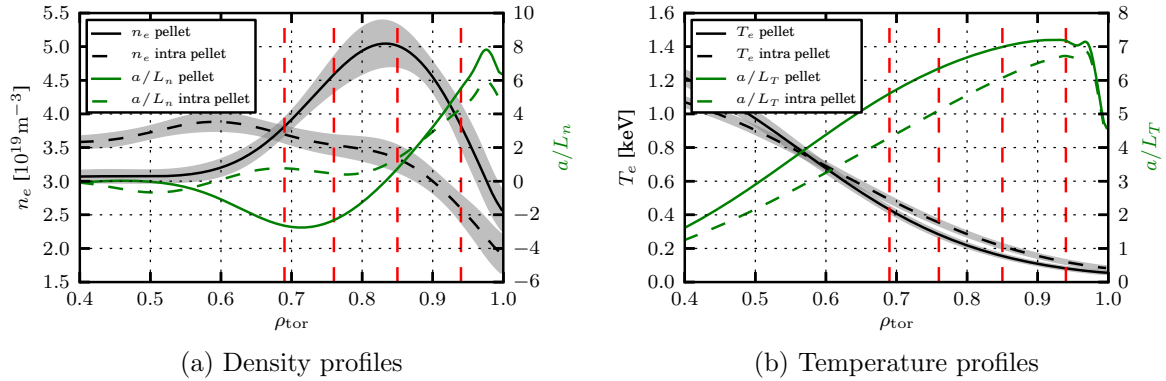 n_e pellet
n_e intra pellet
a/L_n pellet
a/L_n intra pellet
5.5
5.0
4.5
4.0
3.5
3.0
2.5
2.0
1.5
n_e [10^19 m^−3]
10
8
6
4
2
0
−2
−4
−6
a/L_n
0.4 0.5 0.6 0.7 0.8 0.9 1.0
ρ_tor
(a) Density profiles
T_e pellet
T_e intra pellet
a/L_T pellet
a/L_T intra pellet
1.6
1.4
1.2
1.0
0.8
0.6
0.4
0.2
0.0
T_e [keV]
8
7
6
5
4
3
2
1
0
a/L_T
0.4 0.5 0.6 0.7 0.8 0.9 1.0
ρ_tor
(b) Temperature profiles